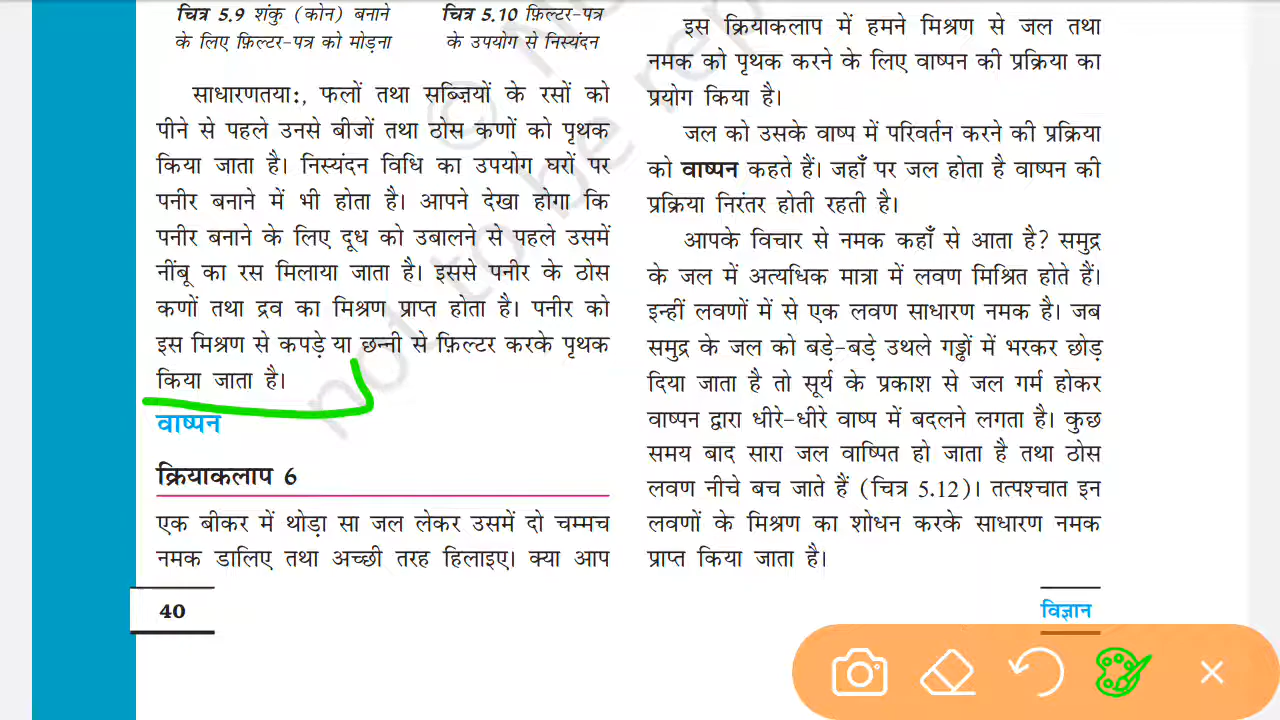 चित्र 5.9 शंकु (कोन) बनाने
के लिए फ़िल्टर-पत्र को मोड़ना
चित्र 5.10 फ़िल्टर-पत्र
के उपयोग से निस्यंदन
साधारणतया:, फलों तथा सब्ज़ियों के रसों को
पीने से पहले उनसे बीजों तथा ठोस कणों को पृथक
किया जाता है। निस्यंदन विधि का उपयोग घरों पर
पनीर बनाने में भी होता है। आपने देखा होगा कि
पनीर बनाने के लिए दूध को उबालने से पहले उसमें
नींबू का रस मिलाया जाता है। इससे पनीर के ठोस
कणों तथा द्रव का मिश्रण प्राप्त होता है। पनीर को
इस मिश्रण से कपड़े या छन्नी से फ़िल्टर करके पृथक
किया जाता है।
वाष्पन
क्रियाकलाप 6
एक बीकर में थोड़ा सा जल लेकर उसमें दो चम्मच
नमक डालिए तथा अच्छी तरह हिलाइए। क्या आप
40
इस क्रियाकलाप में हमने मिश्रण से जल तथा
नमक को पृथक करने के लिए वाष्पन की प्रक्रिया का
प्रयोग किया है।
जल को उसके वाष्प में परिवर्तन करने की प्रक्रिया
को वाष्पन कहते हैं। जहाँ पर जल होता है वाष्पन की
प्रक्रिया निरंतर होती रहती है।
आपके विचार से नमक कहाँ से आता है? समुद्र
के जल में अत्यधिक मात्रा में लवण मिश्रित होते हैं।
इन्हीं लवणों में से एक लवण साधारण नमक है। जब
समुद्र के जल को बड़े-बड़े उथले गड्ढों में भरकर छोड़
दिया जाता है तो सूर्य के प्रकाश से जल गर्म होकर
वाष्पन द्वारा धीरे-धीरे वाष्प में बदलने लगता है। कुछ
समय बाद सारा जल वाष्पित हो जाता है तथा ठोस
लवण नीचे बच जाते हैं (चित्र 5.12)। तत्पश्चात इन
लवणों के मिश्रण का शोधन करके साधारण नमक
प्राप्त किया जाता है।
विज्ञान
not to be rep